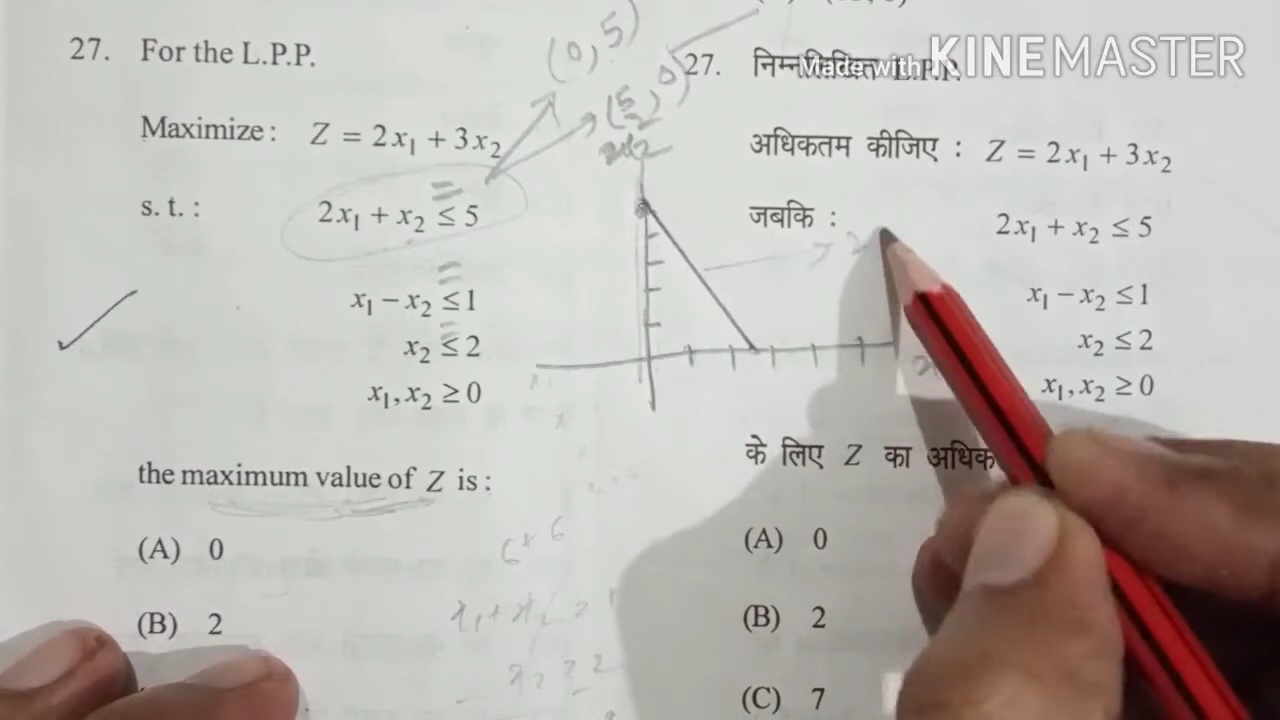 27. For the L.P.P.
Maximize : Z = 2x₁ + 3x₂
s. t. : 2x₁ + x₂ ≤ 5
x₁ − x₂ ≤ 1
x₂ ≤ 2
x₁, x₂ ≥ 0
the maximum value of Z is :
(A) 0
(B) 2
(0, 5)
(5/2, 0)
x₂
27. निम्नलिखित L.P.P.
Made with KINEMASTER
अधिकतम कीजिए : Z = 2x₁ + 3x₂
जबकि : 2x₁ + x₂ ≤ 5
x₁ − x₂ ≤ 1
x₂ ≤ 2
x₁, x₂ ≥ 0
के लिए Z का
(A) 0
(B) 2
(C) 7